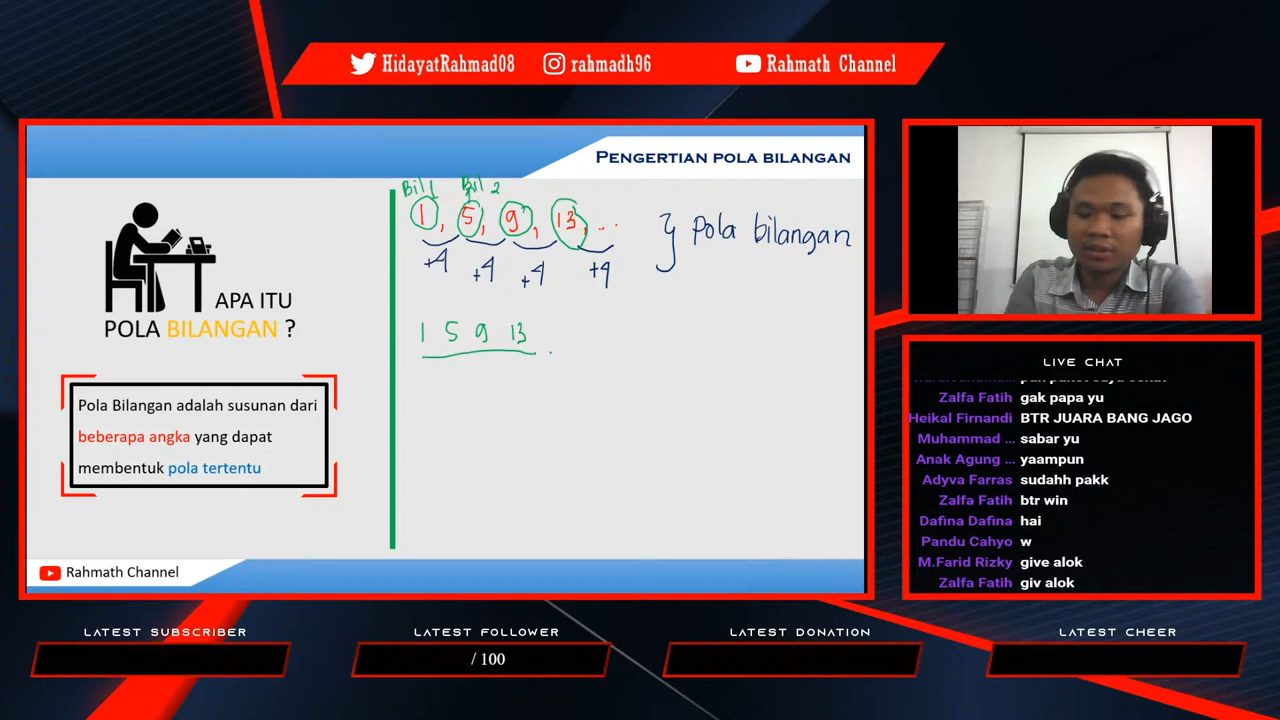 HidayatRahmad08
rahmadh96
Rahmath Channel
PENGERTIAN POLA BILANGAN
Bil 1 Bil 2
1, 5, 9, 13, ...
+4 +4 +4 +4
} Pola bilangan
1 5 9 13 .
APA ITU
POLA BILANGAN ?
Pola Bilangan adalah susunan dari
beberapa angka yang dapat
membentuk pola tertentu
Rahmath Channel
LIVE CHAT
Zalfa Fatih gak papa yu
Heikal Firnandi BTR JUARA BANG JAGO
Muhammad ... sabar yu
Anak Agung ... yaampun
Adyva Farras sudahh pakk
Zalfa Fatih btr win
Dafina Dafina hai
Pandu Cahyo w
M.Farid Rizky give alok
Zalfa Fatih giv alok
LATEST SUBSCRIBER
LATEST FOLLOWER
/ 100
LATEST DONATION
LATEST CHEER